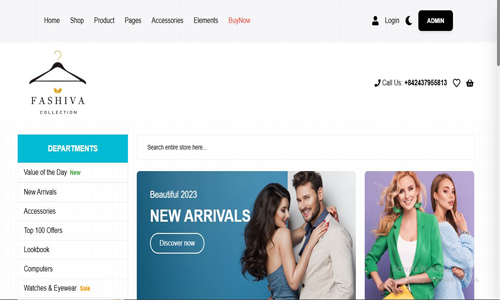 Home Shop Product Pages Accessories Elements BuyNow Login ADMIN
FASHIVA
COLLECTION
Call Us: +842437955813
DEPARTMENTS
Search entire store here...
Value of the Day New
New Arrivals
Accessories
Top 100 Offers
Lookbook
Computers
Watches & Eyewear Sale
Beautiful 2023
NEW ARRIVALS
Discover now